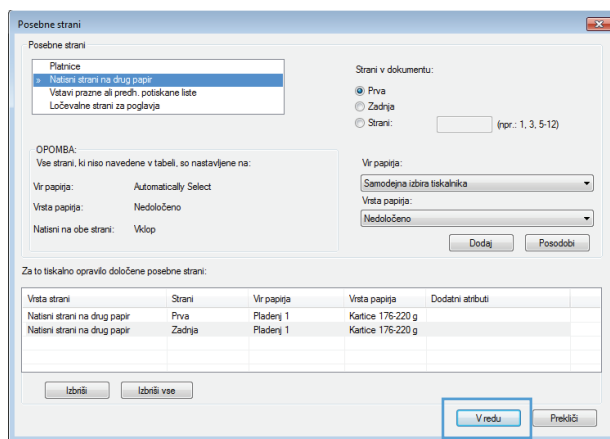 Posebne strani
Posebne strani
Platnice
» Natisni strani na drug papir
Vstavi prazne ali predh. potiskane liste
Ločevalne strani za poglavja
Strani v dokumentu:
Prva
Zadnja
Strani: (npr.: 1, 3, 5-12)
OPOMBA:
Vse strani, ki niso navedene v tabeli, so nastavljene na:
Vir papirja: Automatically Select
Vrsta papirja: Nedoločeno
Natisni na obe strani: Vklop
Vir papirja:
Samodejna izbira tiskalnika
Vrsta papirja:
Nedoločeno
Dodaj Posodobi
Za to tiskalno opravilo določene posebne strani:
Vrsta strani Strani Vir papirja Vrsta papirja Dodatni atributi
Natisni strani na drug papir Prva Pladenj 1 Kartice 176-220 g
Natisni strani na drug papir Zadnja Pladenj 1 Kartice 176-220 g
Izbriši Izbriši vse
V redu Prekliči